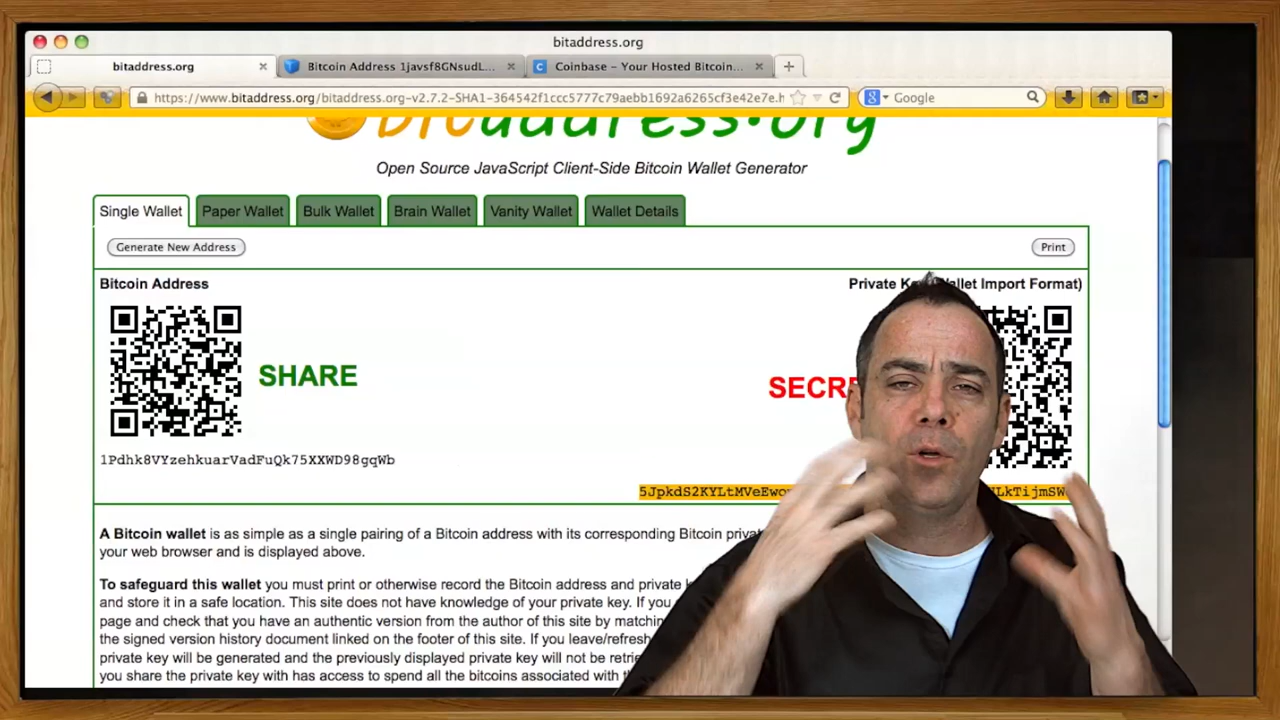 bitaddress.org
bitaddress.org
Bitcoin Address 1javsf8GNsudL...
Coinbase – Your Hosted Bitcoin...
https://www.bitaddress.org/bitaddress.org-v2.7.2-SHA1-364542f1ccc5777c79aebb1692a6265cf3e42e7e.h
Google
bitaddress.org
Open Source JavaScript Client-Side Bitcoin Wallet Generator
Single Wallet
Paper Wallet
Bulk Wallet
Brain Wallet
Vanity Wallet
Wallet Details
Generate New Address
Print
Bitcoin Address
Private Wallet Import Format)
SHARE
SECR
1Pdhk8VYzehkuarVadFuQk75XXWD98gqWb
5JpkdS2KYLtMVeEwo
LkTijmSW
A Bitcoin wallet is as simple as a single pairing of a Bitcoin address with its corresponding Bitcoin
your web browser and is displayed above.
To safeguard this wallet you must print or otherwise record the Bitcoin address and private
and store it in a safe location. This site does not have knowledge of your private key. If you
page and check that you have an authentic version from the author of this site by matching
the signed version history document linked on the footer of this site. If you leave/refresh
private key will be generated and the previously displayed private key will not be
you share the private key with has access to spend all the bitcoins associated with